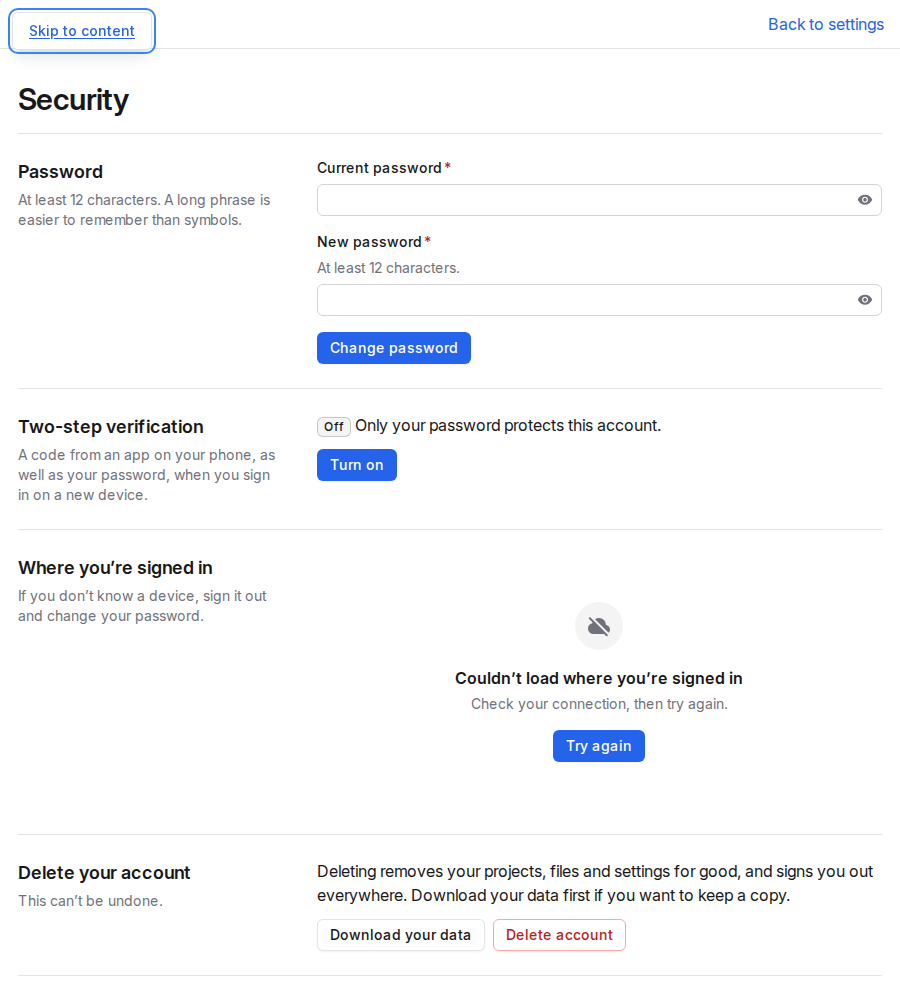 Skip to content
Back to settings
Security
Password
At least 12 characters. A long phrase is
easier to remember than symbols.
Current password*
New password*
At least 12 characters.
Change password
Two-step verification
A code from an app on your phone, as
well as your password, when you sign
in on a new device.
Off Only your password protects this account.
Turn on
Where you’re signed in
If you don’t know a device, sign it out
and change your password.
Couldn’t load where you’re signed in
Check your connection, then try again.
Try again
Delete your account
This can’t be undone.
Deleting removes your projects, files and settings for good, and signs you out
everywhere. Download your data first if you want to keep a copy.
Download your data
Delete account